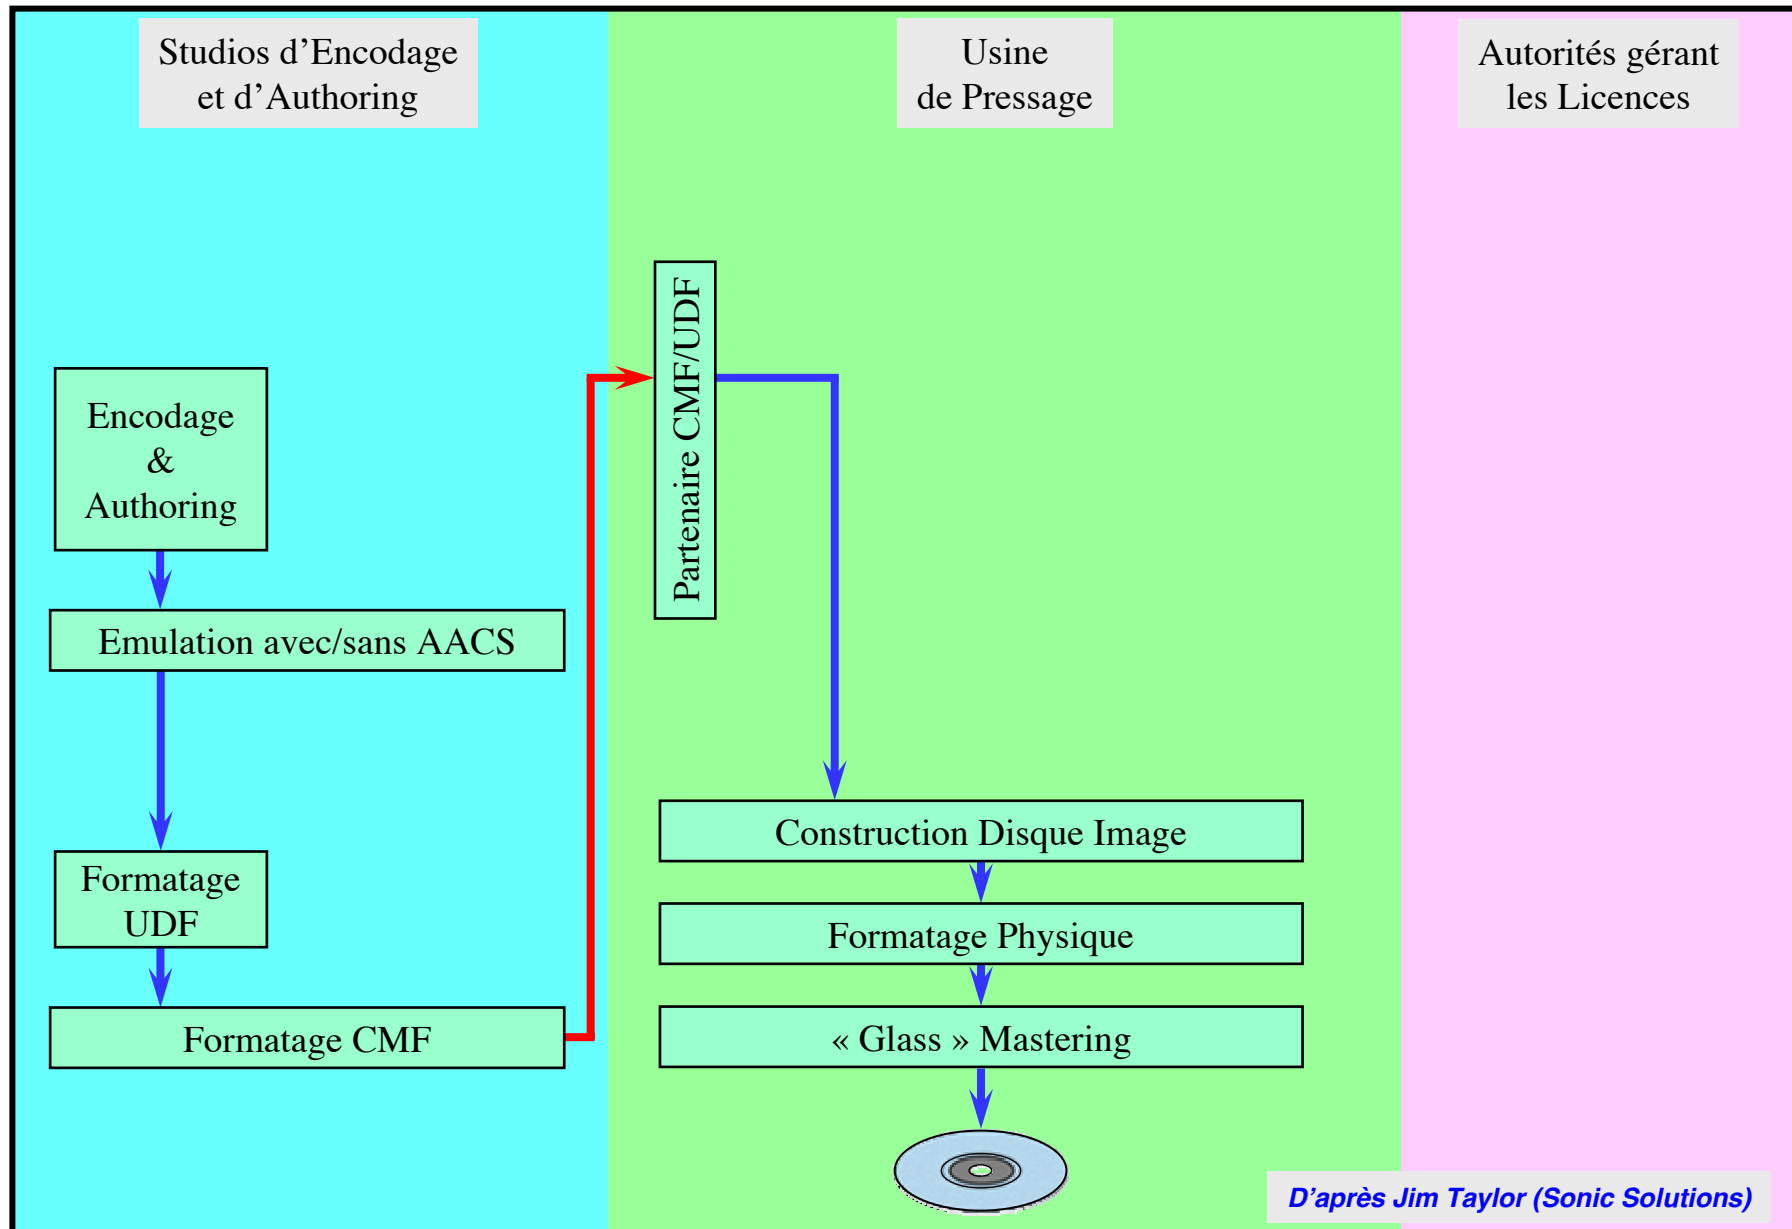 Studios d’Encodage
et d’Authoring
Usine
de Pressage
Autorités gérant
les Licences
Encodage
&
Authoring
Emulation avec/sans AACS
Formatage
UDF
Formatage CMF
Partenaire CMF/UDF
Construction Disque Image
Formatage Physique
« Glass » Mastering
D’après Jim Taylor (Sonic Solutions)